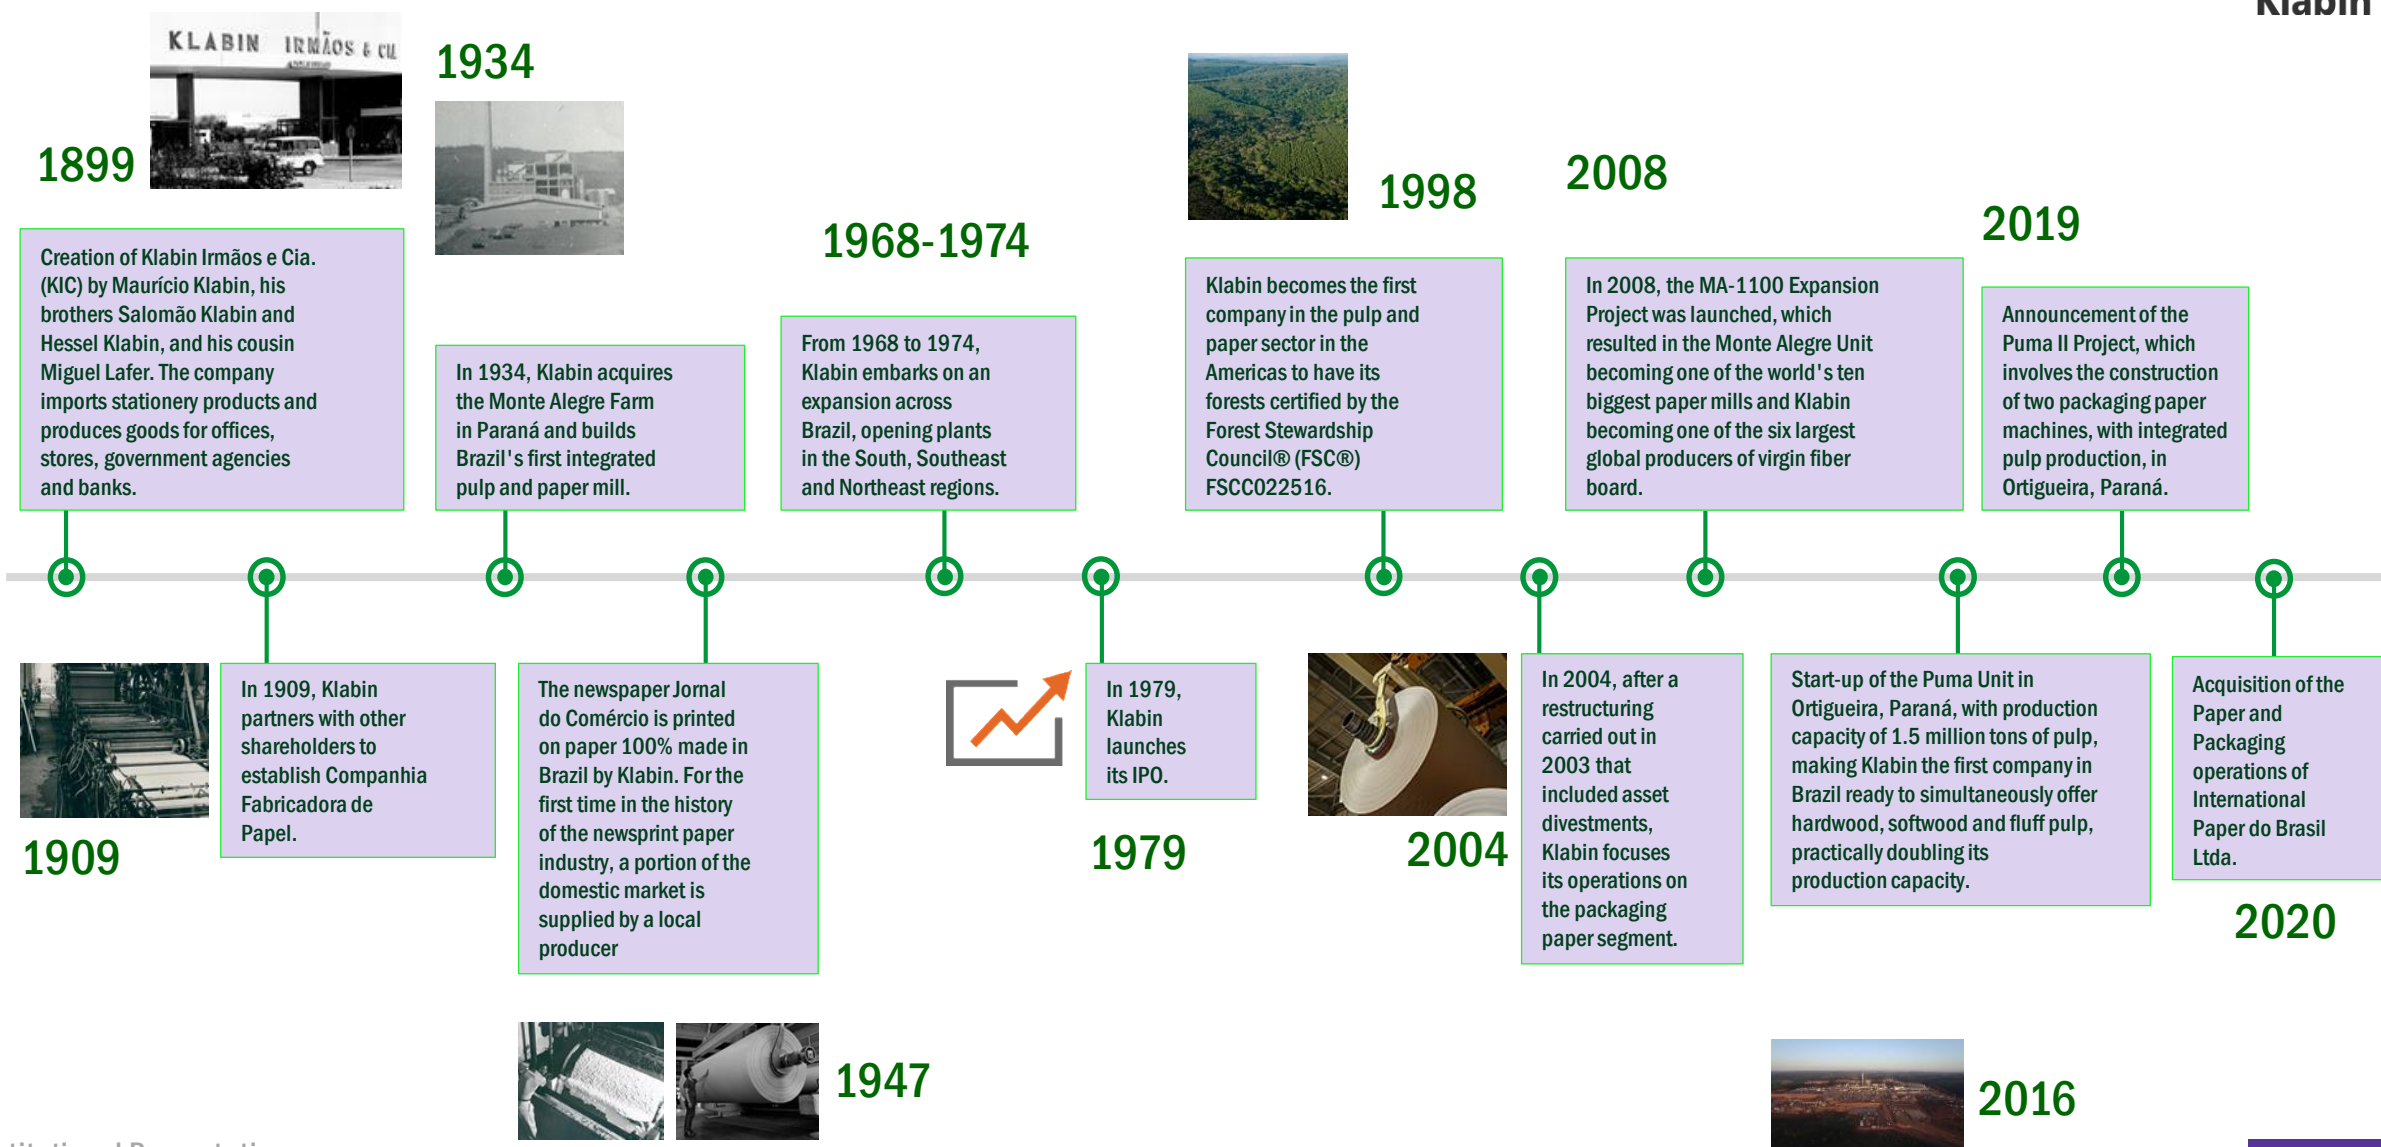 Klabin
KLABIN IRMÃOS & CIA
1899
Creation of Klabin Irmãos e Cia.
(KIC) by Maurício Klabin, his
brothers Salomão Klabin and
Hessel Klabin, and his cousin
Miguel Lafer. The company
imports stationery products and
produces goods for offices,
stores, government agencies
and banks.
1909
In 1909, Klabin
partners with other
shareholders to
establish Companhia
Fabricadora de
Papel.
1934
In 1934, Klabin acquires
the Monte Alegre Farm
in Paraná and builds
Brazil's first integrated
pulp and paper mill.
The newspaper Jornal
do Comércio is printed
on paper 100% made in
Brazil by Klabin. For the
first time in the history
of the newsprint paper
industry, a portion of the
domestic market is
supplied by a local
producer
1947
1968-1974
From 1968 to 1974,
Klabin embarks on an
expansion across
Brazil, opening plants
in the South, Southeast
and Northeast regions.
In 1979,
Klabin
launches
its IPO.
1979
1998
Klabin becomes the first
company in the pulp and
paper sector in the
Americas to have its
forests certified by the
Forest Stewardship
Council® (FSC®)
FSCC022516.
2004
In 2004, after a
restructuring
carried out in
2003 that
included asset
divestments,
Klabin focuses
its operations on
the packaging
paper segment.
2008
In 2008, the MA-1100 Expansion
Project was launched, which
resulted in the Monte Alegre Unit
becoming one of the world's ten
biggest paper mills and Klabin
becoming one of the six largest
global producers of virgin fiber
board.
Start-up of the Puma Unit in
Ortigueira, Paraná, with production
capacity of 1.5 million tons of pulp,
making Klabin the first company in
Brazil ready to simultaneously offer
hardwood, softwood and fluff pulp,
practically doubling its
production capacity.
2016
2019
Announcement of the
Puma II Project, which
involves the construction
of two packaging paper
machines, with integrated
pulp production, in
Ortigueira, Paraná.
Acquisition of the
Paper and
Packaging
operations of
International
Paper do Brasil
Ltda.
2020